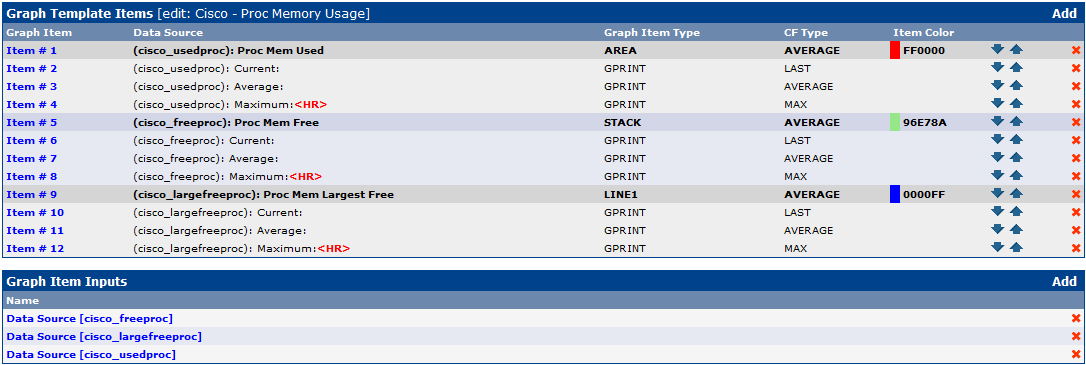 Graph Template Items [edit: Cisco - Proc Memory Usage] Add
Graph Item Data Source Graph Item Type CF Type Item Color
Item # 1 (cisco_usedproc): Proc Mem Used AREA AVERAGE FF0000
Item # 2 (cisco_usedproc): Current: GPRINT LAST
Item # 3 (cisco_usedproc): Average: GPRINT AVERAGE
Item # 4 (cisco_usedproc): Maximum:<HR> GPRINT MAX
Item # 5 (cisco_freeproc): Proc Mem Free STACK AVERAGE 96E78A
Item # 6 (cisco_freeproc): Current: GPRINT LAST
Item # 7 (cisco_freeproc): Average: GPRINT AVERAGE
Item # 8 (cisco_freeproc): Maximum:<HR> GPRINT MAX
Item # 9 (cisco_largefreeproc): Proc Mem Largest Free LINE1 AVERAGE 0000FF
Item # 10 (cisco_largefreeproc): Current: GPRINT LAST
Item # 11 (cisco_largefreeproc): Average: GPRINT AVERAGE
Item # 12 (cisco_largefreeproc): Maximum:<HR> GPRINT MAX
Graph Item Inputs Add
Name
Data Source [cisco_freeproc]
Data Source [cisco_largefreeproc]
Data Source [cisco_usedproc]